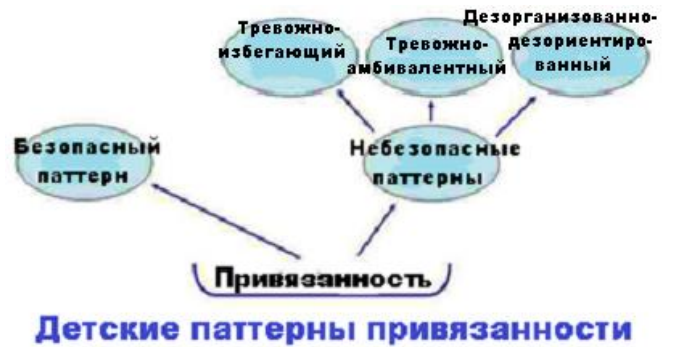 Тревожно-
избегающий
Тревожно-
амбивалентный
Дезорганизованно-
дезориентиро-
ванный
Безопасный
паттерн
Небезопасные
паттерны
Привязанность
Детские паттерны привязанности